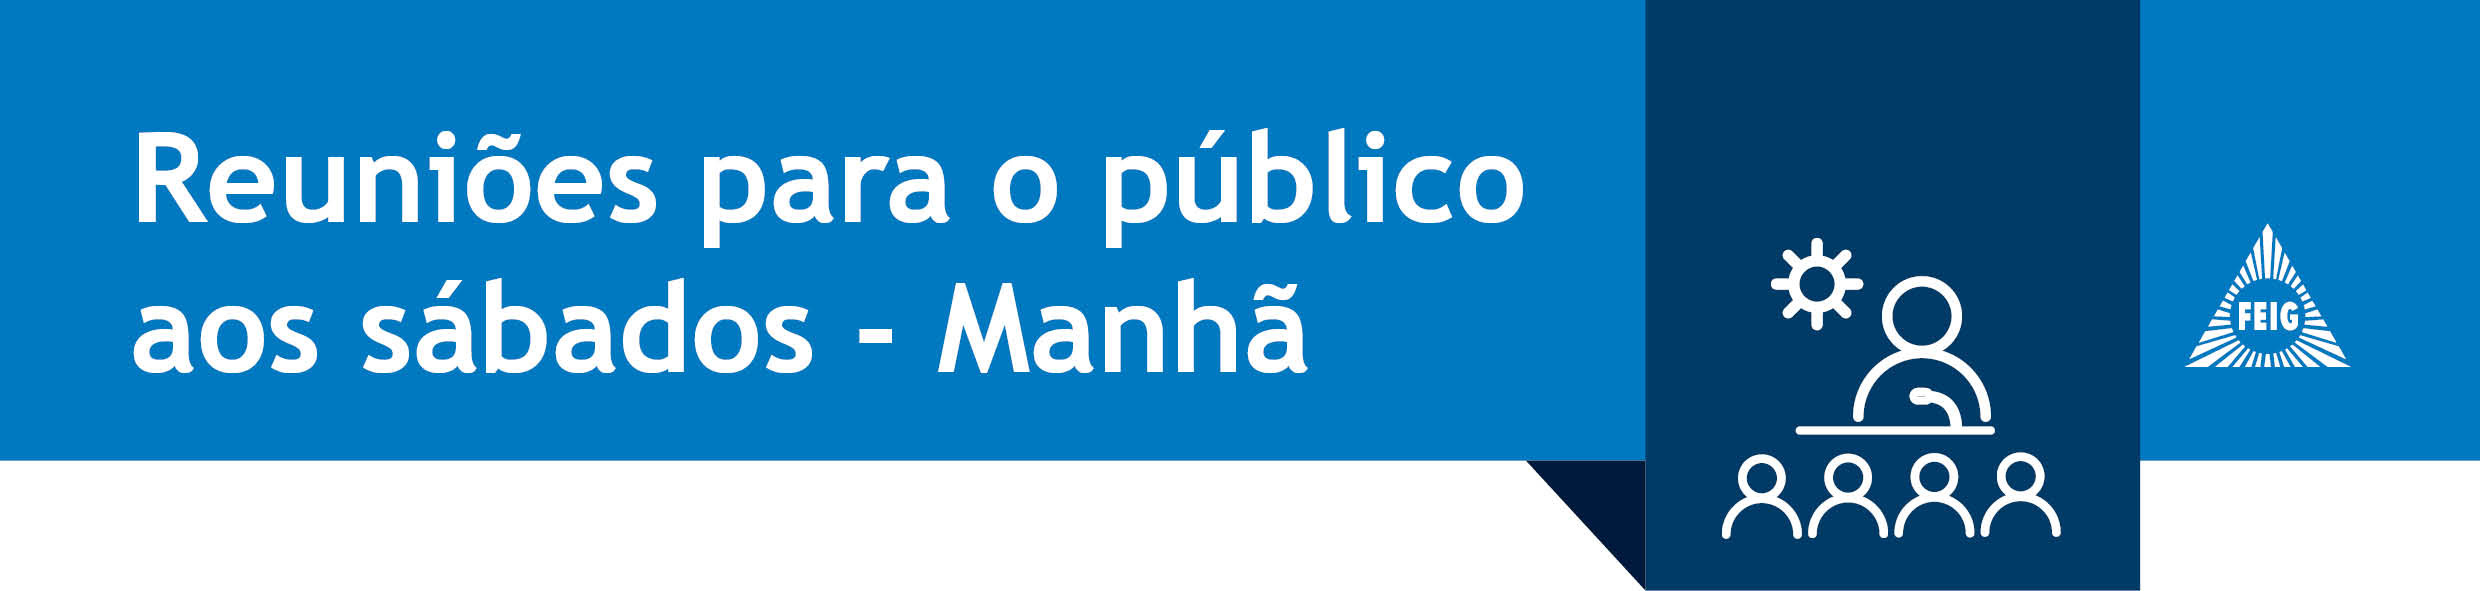 Reuniões para o público
aos sábados - Manhã
FEIG